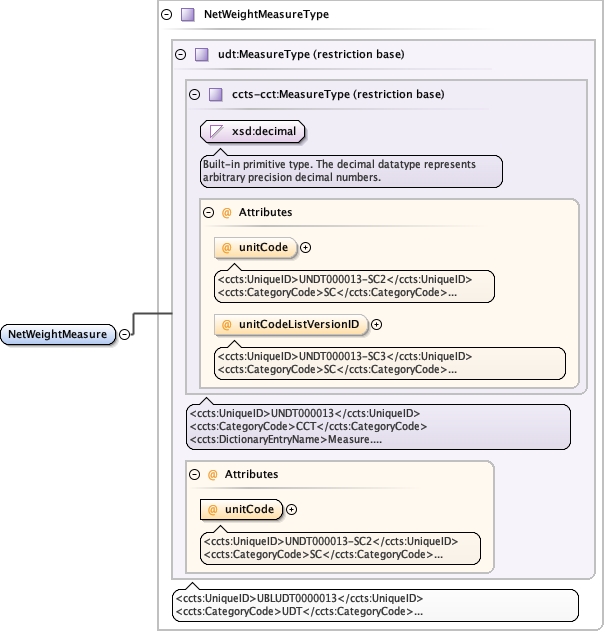 NetWeightMeasureType
udt:MeasureType (restriction base)
ccts-cct:MeasureType (restriction base)
xsd:decimal
Built-in primitive type. The decimal datatype represents
arbitrary precision decimal numbers.
@ Attributes
@ unitCode
<ccts:UniqueID>UNDT000013-SC2</ccts:UniqueID>
<ccts:CategoryCode>SC</ccts:CategoryCode>...
@ unitCodeListVersionID
<ccts:UniqueID>UNDT000013-SC3</ccts:UniqueID>
<ccts:CategoryCode>SC</ccts:CategoryCode>...
NetWeightMeasure
<ccts:UniqueID>UNDT000013</ccts:UniqueID>
<ccts:CategoryCode>CCT</ccts:CategoryCode>
<ccts:DictionaryEntryName>Measure....
@ Attributes
@ unitCode
<ccts:UniqueID>UNDT000013-SC2</ccts:UniqueID>
<ccts:CategoryCode>SC</ccts:CategoryCode>...
<ccts:UniqueID>UBLUDT0000013</ccts:UniqueID>
<ccts:CategoryCode>UDT</ccts:CategoryCode>...